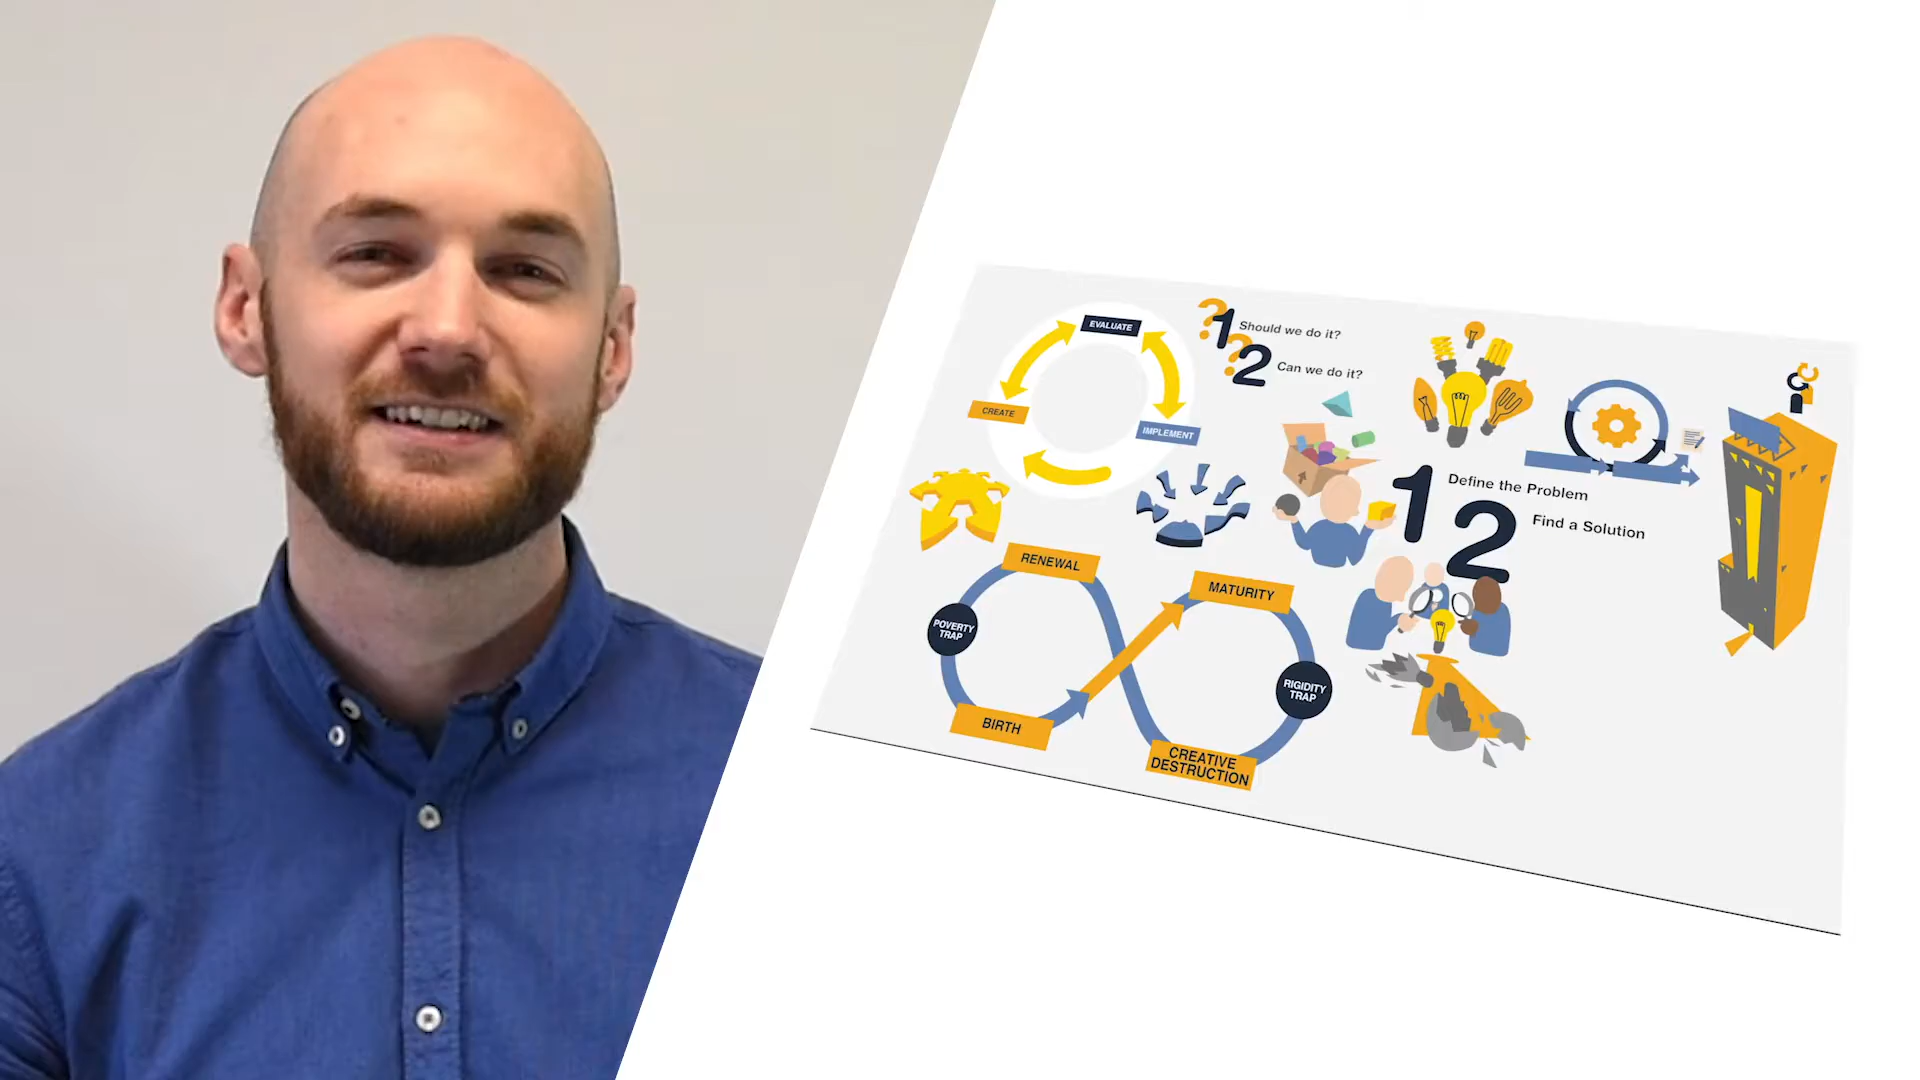 EVALUATE
CREATE
IMPLEMENT
1 Should we do it?
2 Can we do it?
1 Define the Problem
2 Find a Solution
RENEWAL
MATURITY
POVERTY
TRAP
RIGIDITY
TRAP
BIRTH
CREATIVE
DESTRUCTION